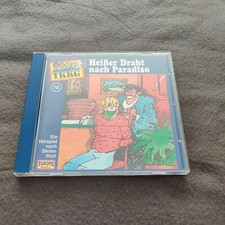 TKKG
Heißer Draht
nach Paradiso
78
Ein
Hörspiel
nach
Stefan
Wolf
EUROPA